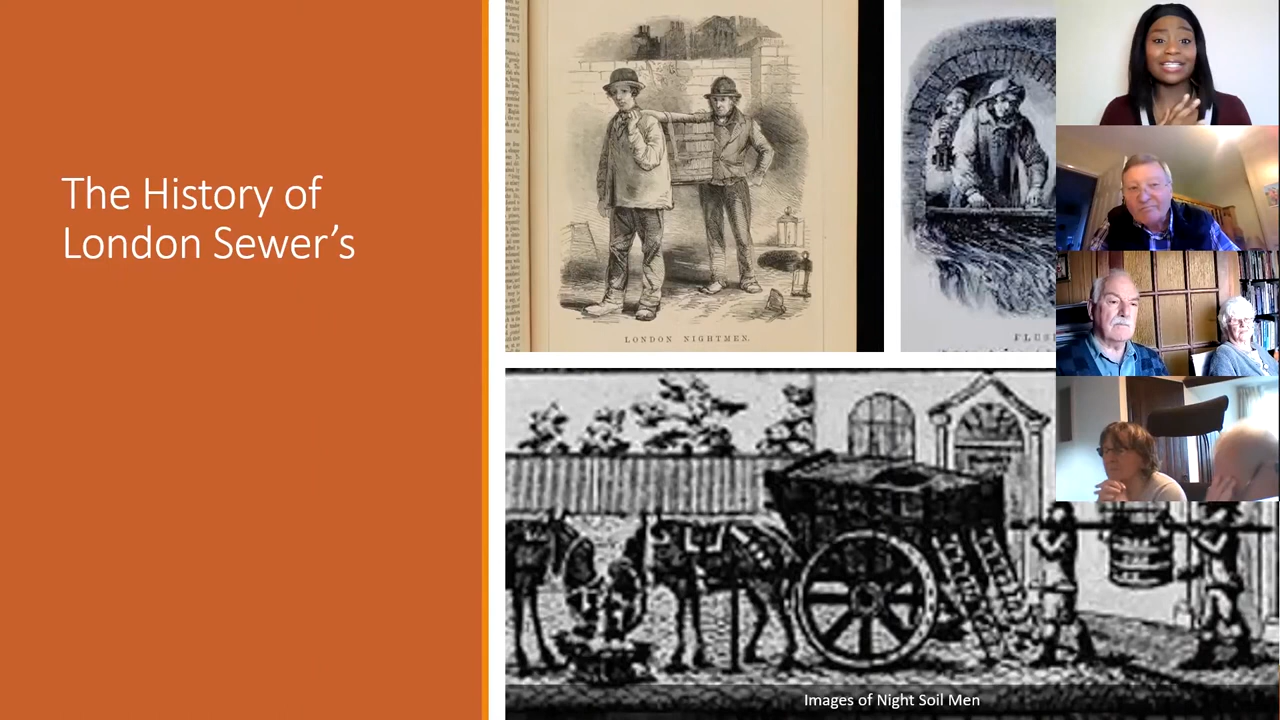 The History of
London Sewer's
LONDON NIGHTMEN.
Images of Night Soil Men